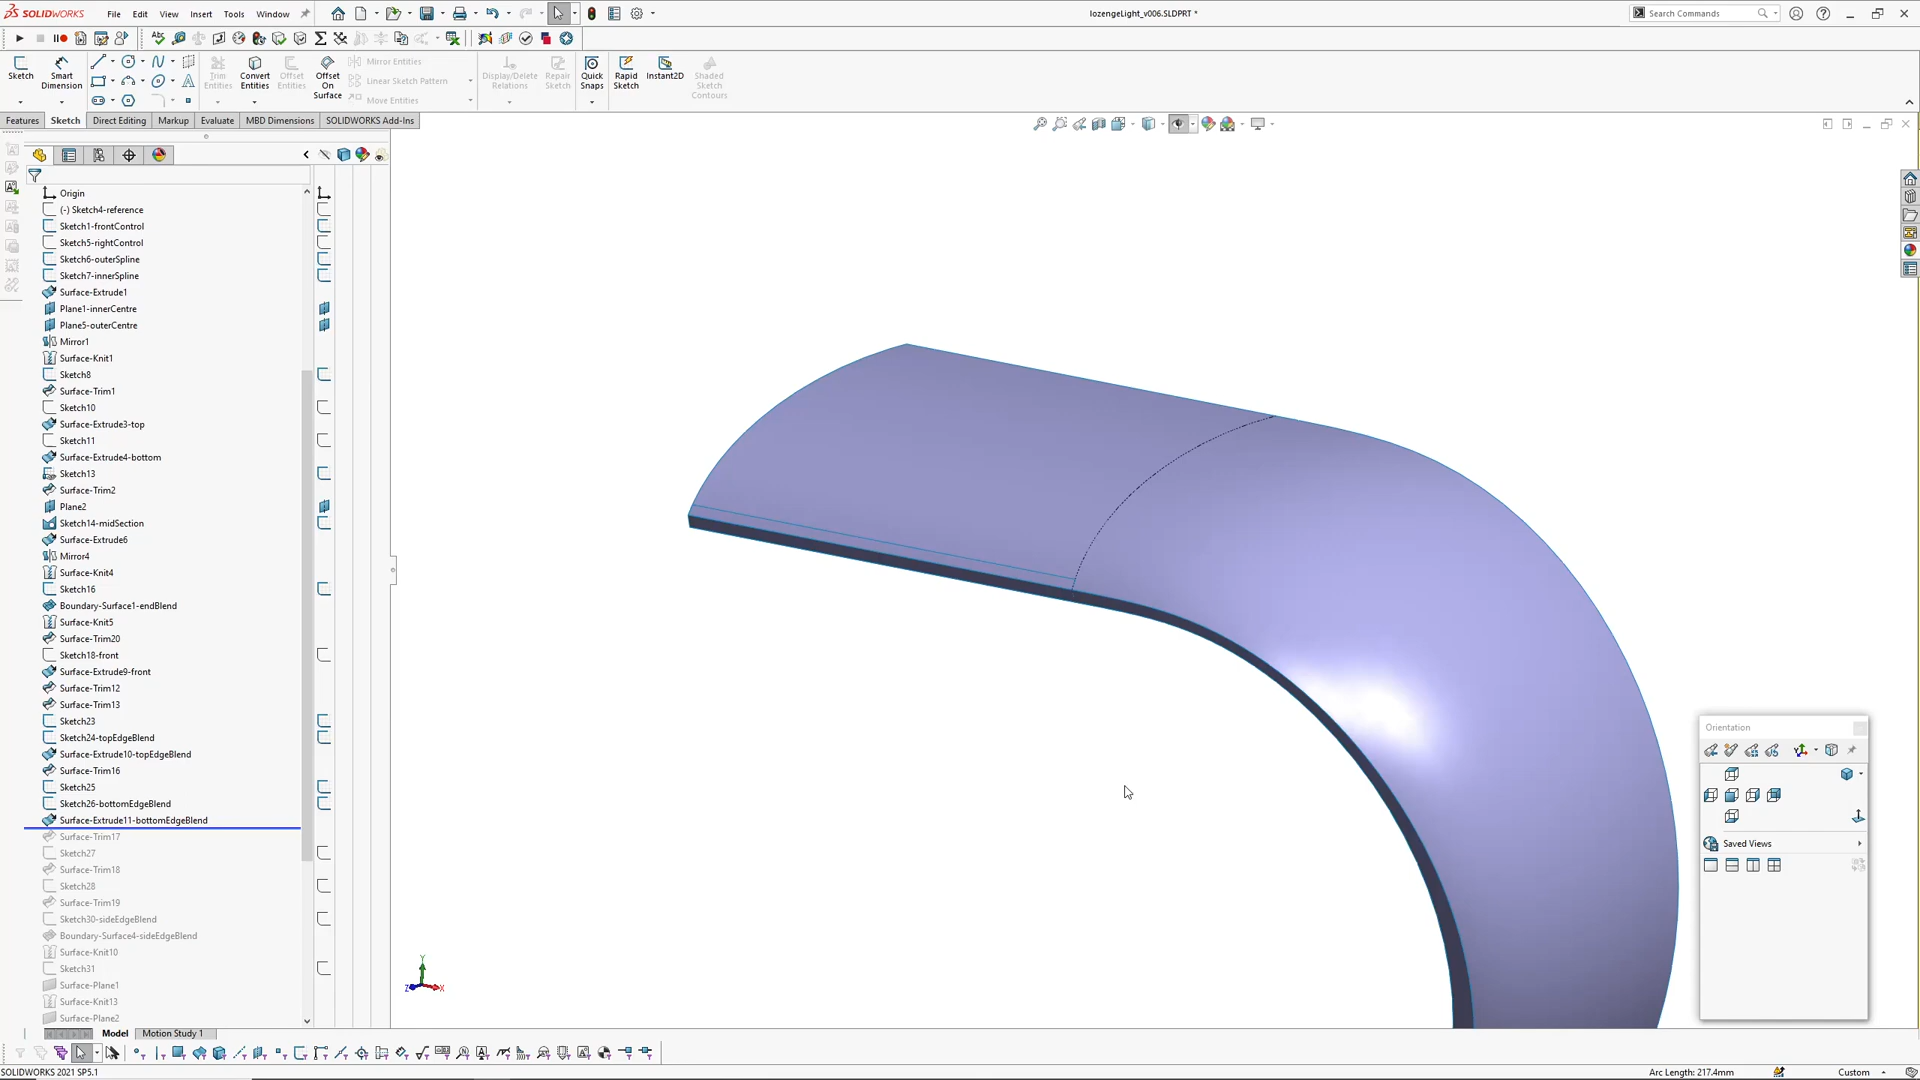 SOLIDWORKS
File
Edit
View
Insert
Tools
Window
lozengeLight_v006.SLDPRT *
Search Commands
Sketch
Smart
Dimension
Trim
Entities
Convert
Entities
Offset
Entities
Offset
On
Surface
Mirror Entities
Linear Sketch Pattern
Move Entities
Display/Delete
Relations
Repair
Sketch
Quick
Snaps
Rapid
Sketch
Instant2D
Shaded
Sketch
Contours
Features
Sketch
Direct Editing
Markup
Evaluate
MBD Dimensions
SOLIDWORKS Add-Ins
Origin
(-) Sketch4-reference
Sketch1-frontControl
Sketch5-rightControl
Sketch6-outerSpline
Sketch7-innerSpline
Surface-Extrude1
Plane1-innerCentre
Plane5-outerCentre
Mirror1
Surface-Knit1
Sketch8
Surface-Trim1
Sketch10
Surface-Extrude3-top
Sketch11
Surface-Extrude4-bottom
Sketch13
Surface-Trim2
Plane2
Sketch14-midSection
Surface-Extrude6
Mirror4
Surface-Knit4
Sketch16
Boundary-Surface1-endBlend
Surface-Knit5
Surface-Trim20
Sketch18-front
Surface-Extrude9-front
Surface-Trim12
Surface-Trim13
Sketch23
Sketch24-topEdgeBlend
Surface-Extrude10-topEdgeBlend
Surface-Trim16
Sketch25
Sketch26-bottomEdgeBlend
Surface-Extrude11-bottomEdgeBlend
Surface-Trim17
Sketch27
Surface-Trim18
Sketch28
Surface-Trim19
Sketch30-sideEdgeBlend
Boundary-Surface4-sideEdgeBlend
Surface-Knit10
Sketch31
Surface-Plane1
Surface-Knit13
Surface-Plane2
Orientation
Saved Views
Y
Z
X
Model
Motion Study 1
SOLIDWORKS 2021 SP5.1
Arc Length: 217.4mm
Custom